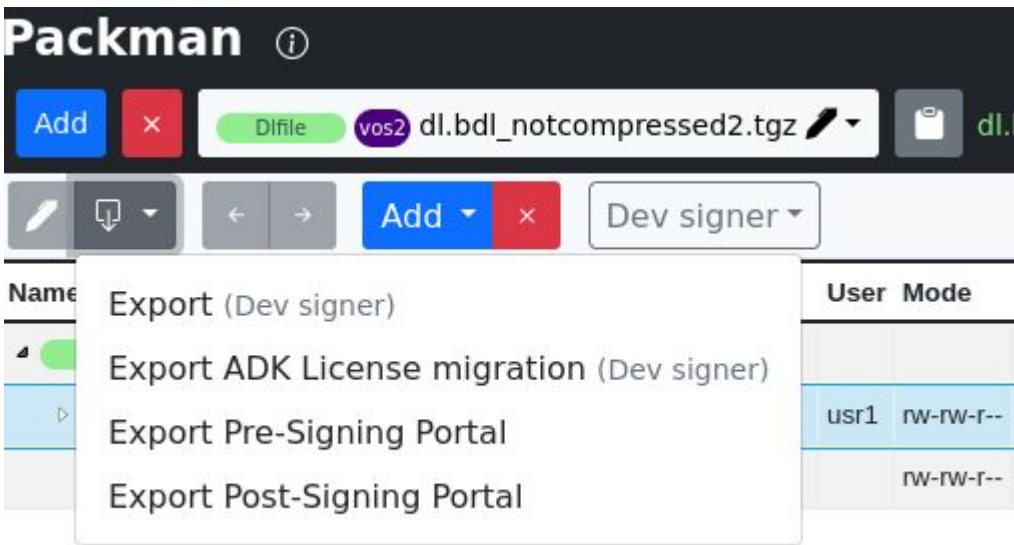 Packman
Add × Dlfile vos2 dl.bdl_notcompressed2.tgz dl.
← → Add × Dev signer
Name User Mode
Export (Dev signer)
Export ADK License migration (Dev signer)
usr1 rw-rw-r--
Export Pre-Signing Portal
rw-rw-r--
Export Post-Signing Portal